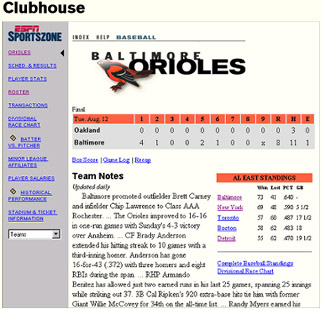 Clubhouse
ESPN
SPORTSZONE
INDEX HELP BASEBALL
ORIOLES
SCHED. & RESULTS
PLAYER STATS
ROSTER
TRANSACTIONS
DIVISIONAL
RACE CHART
BATTER
VS. PITCHER
MINOR LEAGUE
AFFILIATES
PLAYER SALARIES
HISTORICAL
PERFORMANCE
STADIUM & TICKET
INFORMATION
Teams
BALTIMORE
ORIOLES
Final
Tue, Aug. 12 1 2 3 4 5 6 7 8 9 R H E
Oakland 0 0 0 0 0 0 0 0 0 0 3 0
Baltimore 4 1 0 0 2 1 0 0 x 8 11 1
Box Score | Game Log | Recap
Team Notes
Updated daily
Baltimore promoted outfielder Brett Carney
and infielder Chip Lawrence to Class AAA
Rochester. ... The Orioles improved to 16-16
in one-run games with Sunday's 4-3 victory
over Anaheim. ... CF Brady Anderson
extended his hitting streak to 10 games with a
third-inning homer. Anderson has gone
16-for-43 (.372) with three homers and eight
RBIs during the span. ... RHP Armando
Benitez has allowed just two earned runs in his last 25 games, spanning 25 innings
while striking out 37. 3B Cal Ripken's 920 extra-base hits tie him with former
Giant Willie McCovey for 34th on the all-time list. ... Randy Myers earned his
AL EAST STANDINGS
Won Lost PCT GB
Baltimore 73 41 .640 -
New York 69 48 .590 5 1/2
Toronto 57 60 .487 17 1/2
Boston 58 62 .483 18
Detroit 55 62 .470 19 1/2
Complete Baseball Standings
Divisional Race Chart